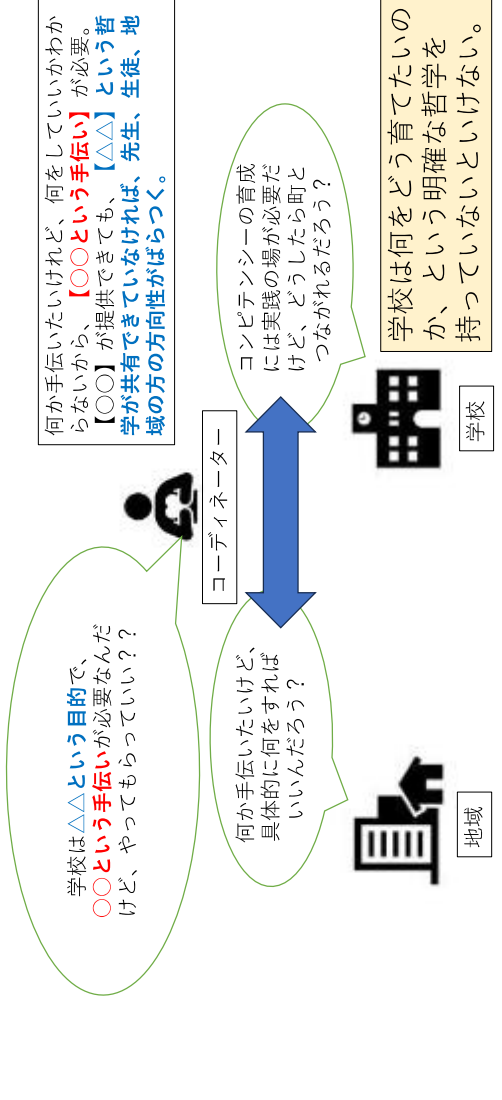 学校は△△という目的で、
○○という手伝いが必要なんだ
けど、やってもらっていい？？
何か手伝いたいけれど、何をしていいかわか
らないから、【○○という手伝い】が必要。
【○○】が提供できても、【△△】という哲
学が共有できていなければ、先生、生徒、地
域の方の方向性がばらつく。
コーディネーター
何か手伝いたいけど、
具体的に何をすれば
いいんだろう？
コンピテンシーの育成
には実践の場が必要だ
けど、どうしたら町と
つながれるだろう？
地域
学校
学校は何をどう育てたいの
か、という明確な哲学を
持っていないといけない。